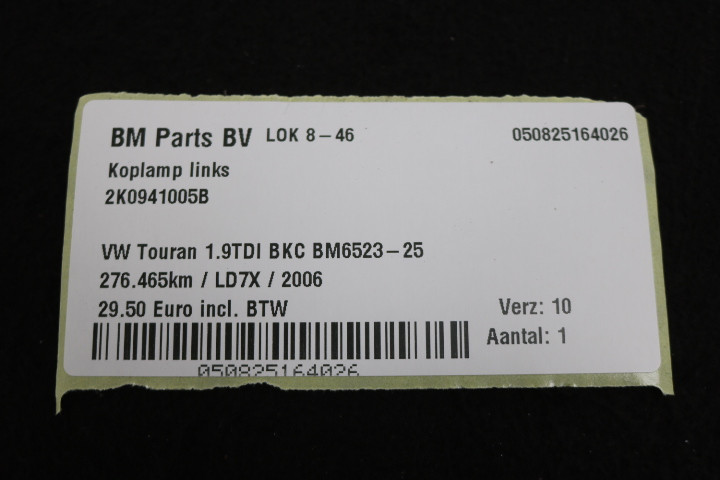 BM Parts BV LOK 8-46 050825164026
Koplamp links
2K0941005B
VW Touran 1.9TDI BKC BM6523-25
276.465km / LD7X / 2006
29.50 Euro incl. BTW Verz: 10
Aantal: 1
050825164026